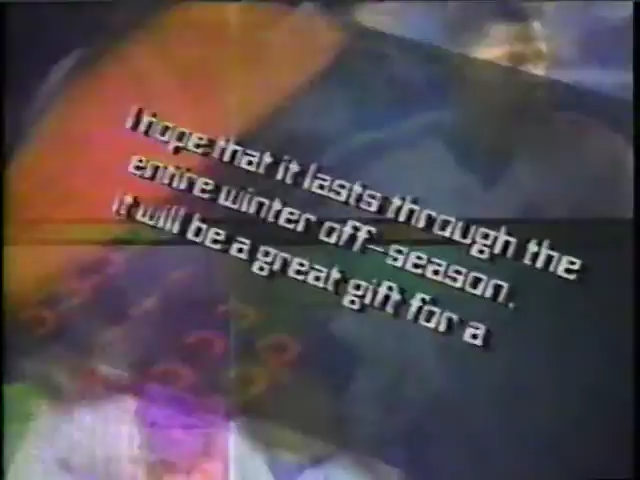 I hope that it lasts through the
entire winter off-season.
it will be a great gift for a